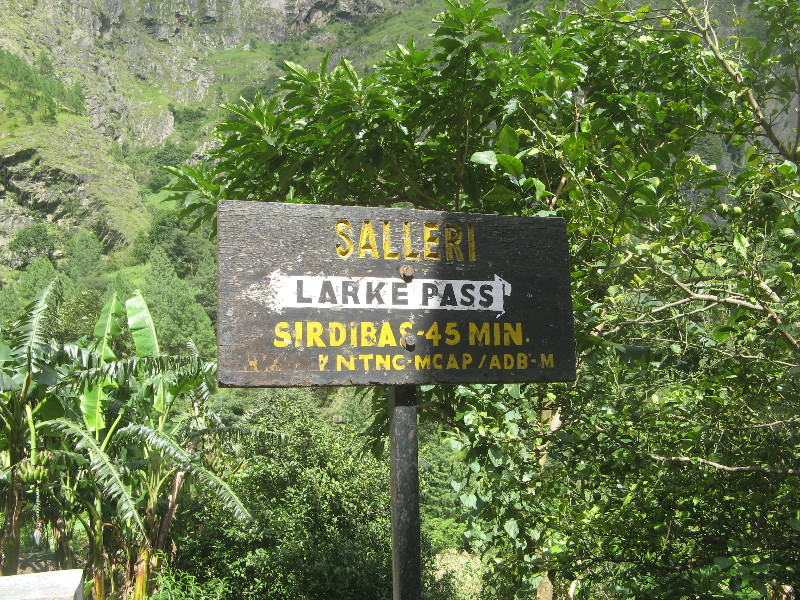 SALLERI
LARKE PASS
SIRDIBAS-45 MIN.
NTNC-MCAP/ADB-M